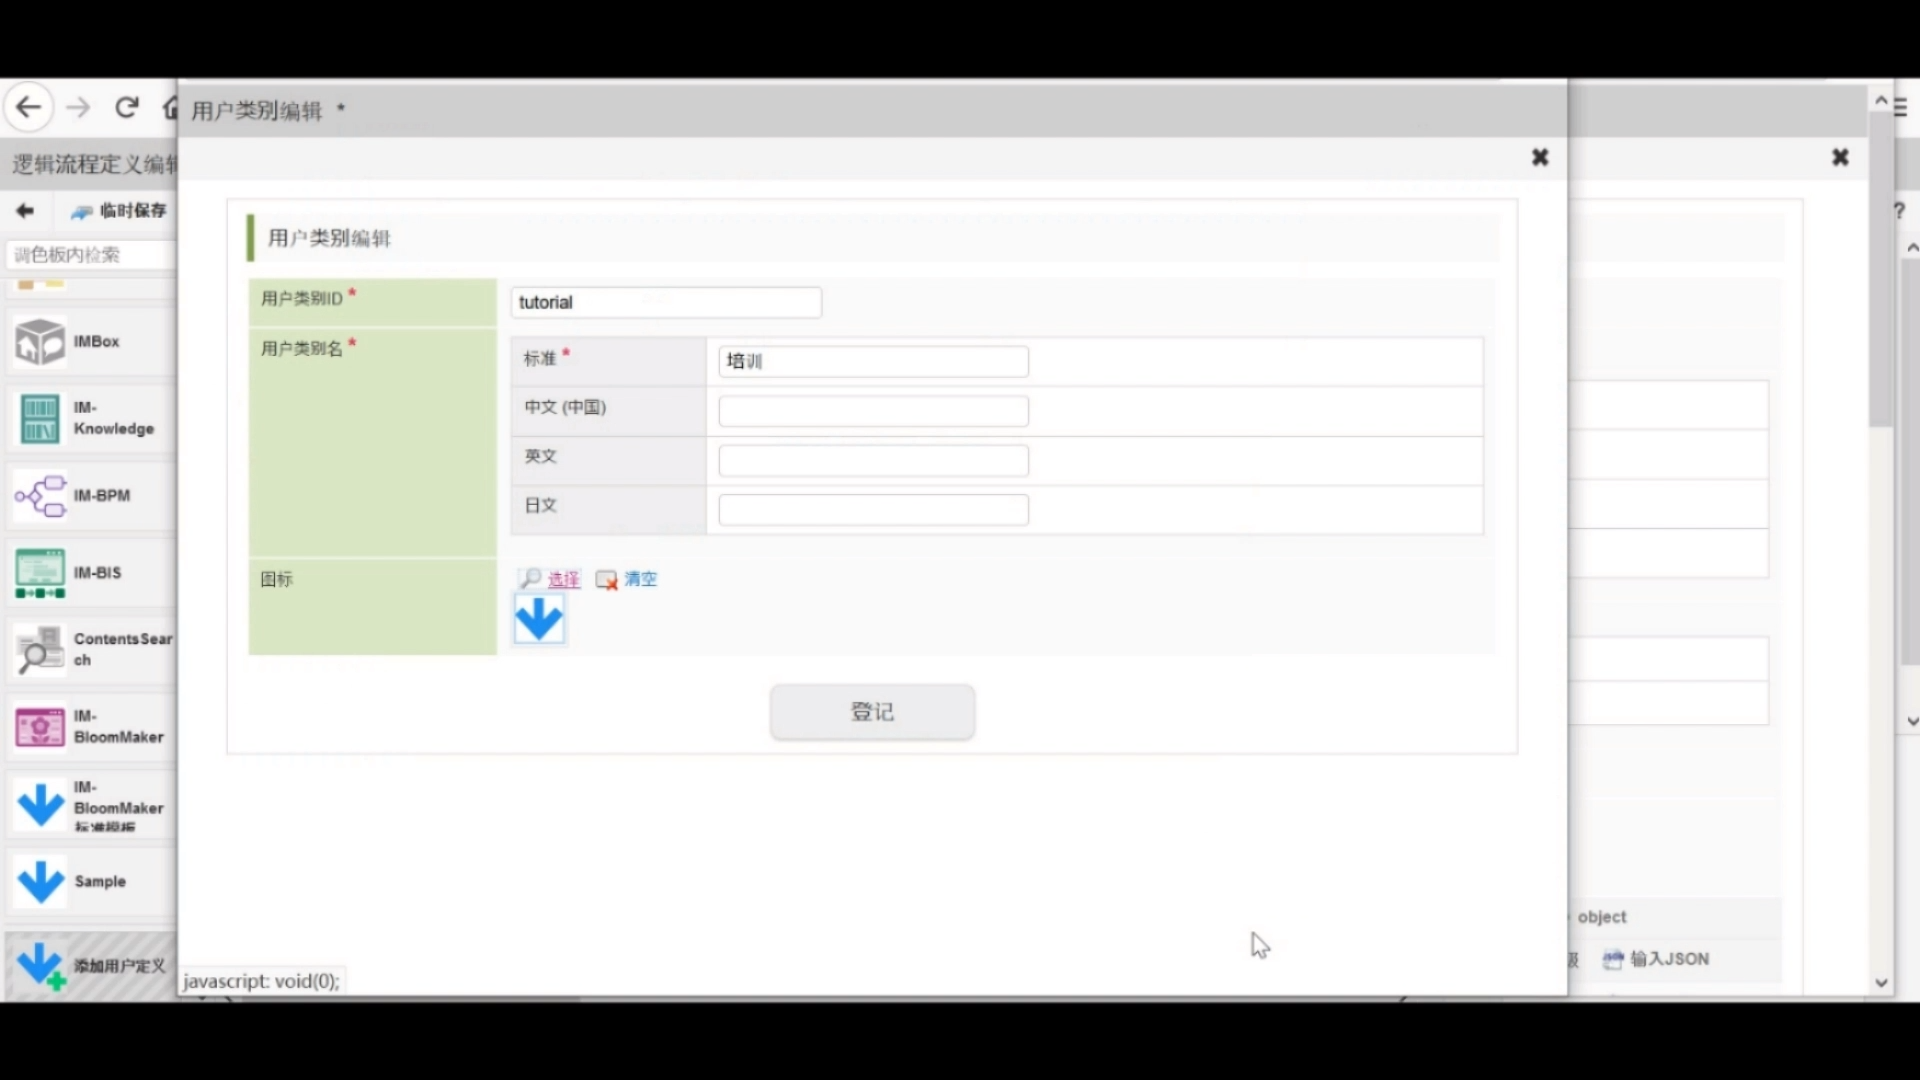 用户类别编辑 *
逻辑流程定义编辑
临时保存
?
调色板内检索
用户类别编辑
用户类别ID *
tutorial
用户类别名 *
标准 *
培训
中文 (中国)
英文
日文
图标
选择
清空
登记
IMBox
IM-
Knowledge
IM-BPM
IM-BIS
ContentsSear
ch
IM-
BloomMaker
IM-
BloomMaker
标准模板
Sample
添加用户定义
javascript: void(0);
object
输入JSON